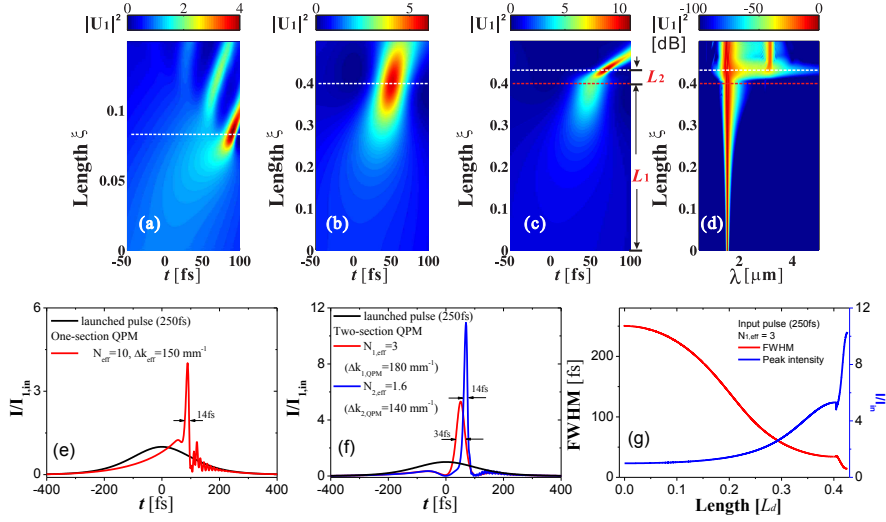 |U₁|² 0 2 4
|U₁|² 0 5
|U₁|² 0 5 10
|U₁|² -100 -50 0
[dB]
Length ξ 0.1 0.05 0
(a)
-50 0 50 100
t [fs]
Length ξ 0.4 0.3 0.2 0.1 0
(b)
-50 0 50 100
t [fs]
Length ξ 0.4 0.3 0.2 0.1 0
(c)
-50 0 50 100
t [fs]
L₂
L₁
Length ξ 0.4 0.3 0.2 0.1 0
(d)
2 4
λ [μm]
I/I1,in
6
3
0
launched pulse (250fs)
One-section QPM
Neff=10, Δkeff=150 mm⁻¹
14fs
(e)
-400 -200 0 200 400
t [fs]
I/I1,in
12
8
4
0
launched pulse (250fs)
Two-section QPM
N1,eff=3
(Δk1,QPM=180 mm⁻¹)
N2,eff=1.6
(Δk2,QPM=140 mm⁻¹)
14fs
34fs
(f)
-400 -200 0 200 400
t [fs]
FWHM [fs]
200
100
0
Input pulse (250fs)
N1,eff = 3
FWHM
Peak intensity
(g)
0.0 0.1 0.2 0.3 0.4
Length [Ld]
12
8
4
0
I/Iin